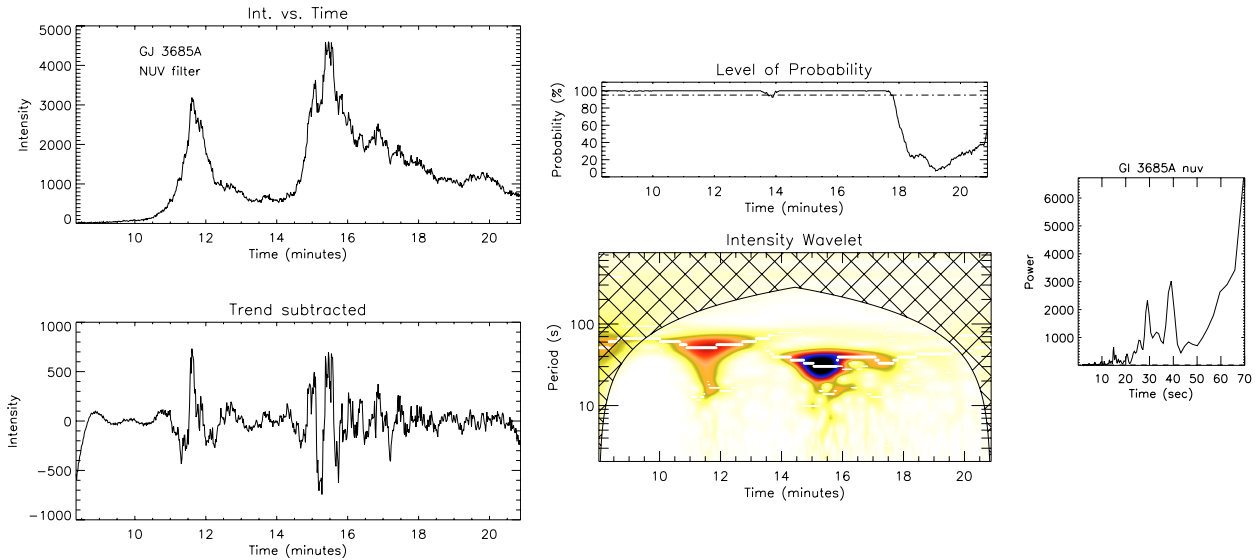 Int. vs. Time
5000
4000
3000
2000
1000
0
Intensity
GJ 3685A
NUV filter
10 12 14 16 18 20
Time (minutes)
Trend subtracted
1000
500
0
−500
−1000
Intensity
10 12 14 16 18 20
Time (minutes)
Level of Probability
100
80
60
40
20
0
Probability (%)
10 12 14 16 18 20
Time (minutes)
Intensity Wavelet
100
10
Period (s)
10 12 14 16 18 20
Time (minutes)
Gl 3685A nuv
6000
5000
4000
3000
2000
1000
Power
10 20 30 40 50 60 70
Time (sec)